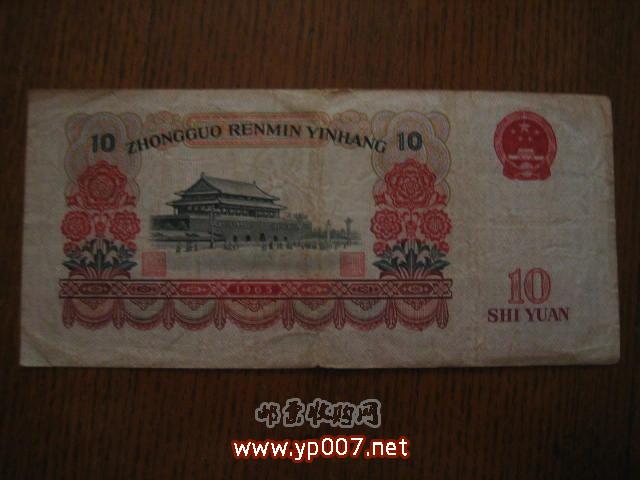 10 ZHONGGUO RENMIN YINHANG 10
1965
10
SHI YUAN
邮票收购网
www.yp007.net